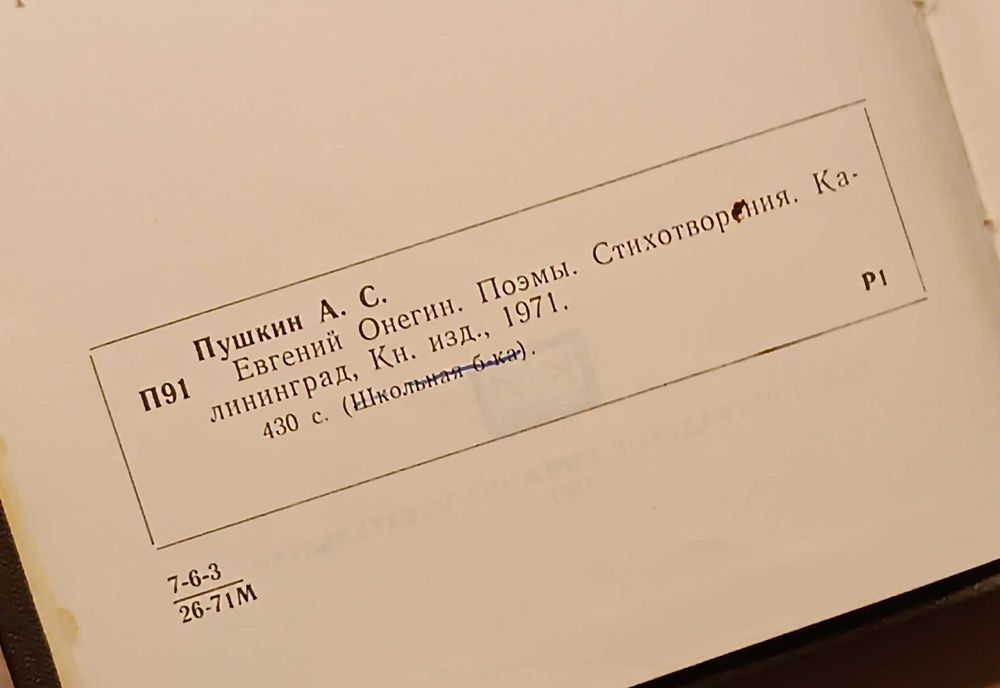 Пушкин А. С.
П91 Евгений Онегин. Поэмы. Стихотворения. Ка-
лининград, Кн. изд., 1971.
430 с. (Школьная б-ка).
Р1
7-6-3
26-71М